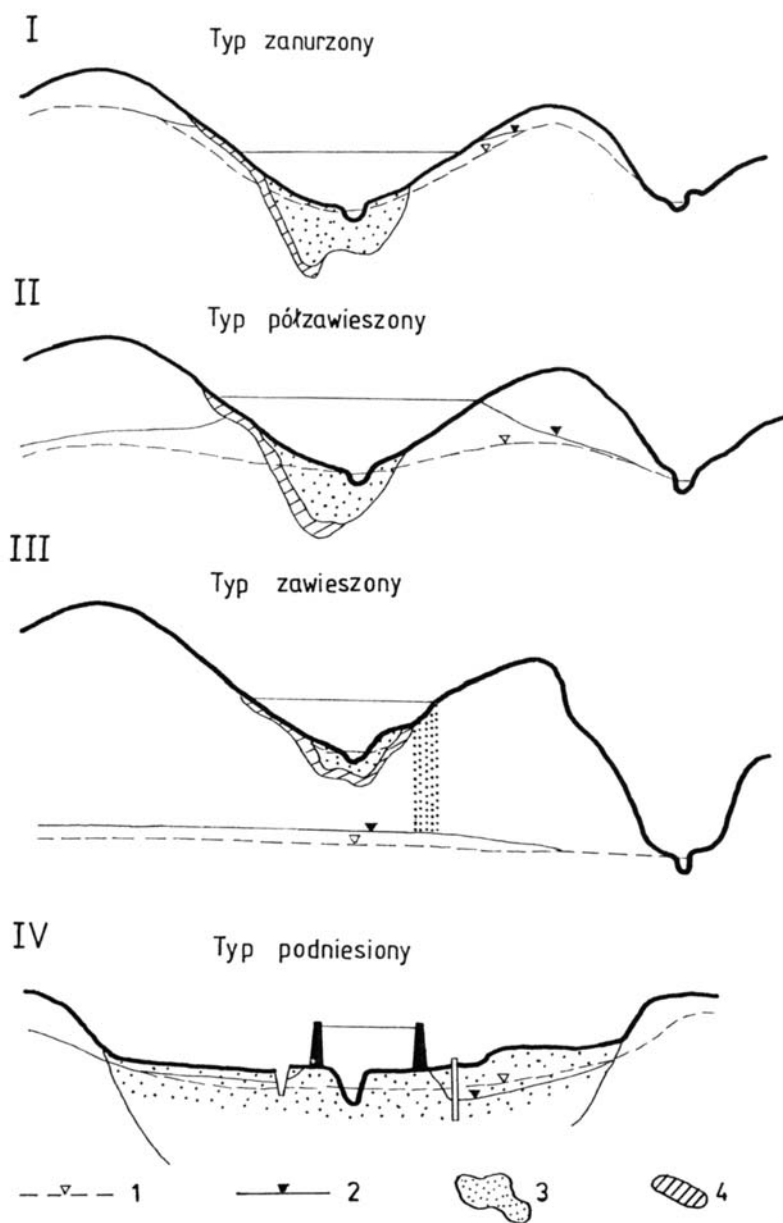 I
Typ zanurzony
II
Typ półzawieszony
III
Typ zawieszony
IV
Typ podniesiony
1 2 3 4